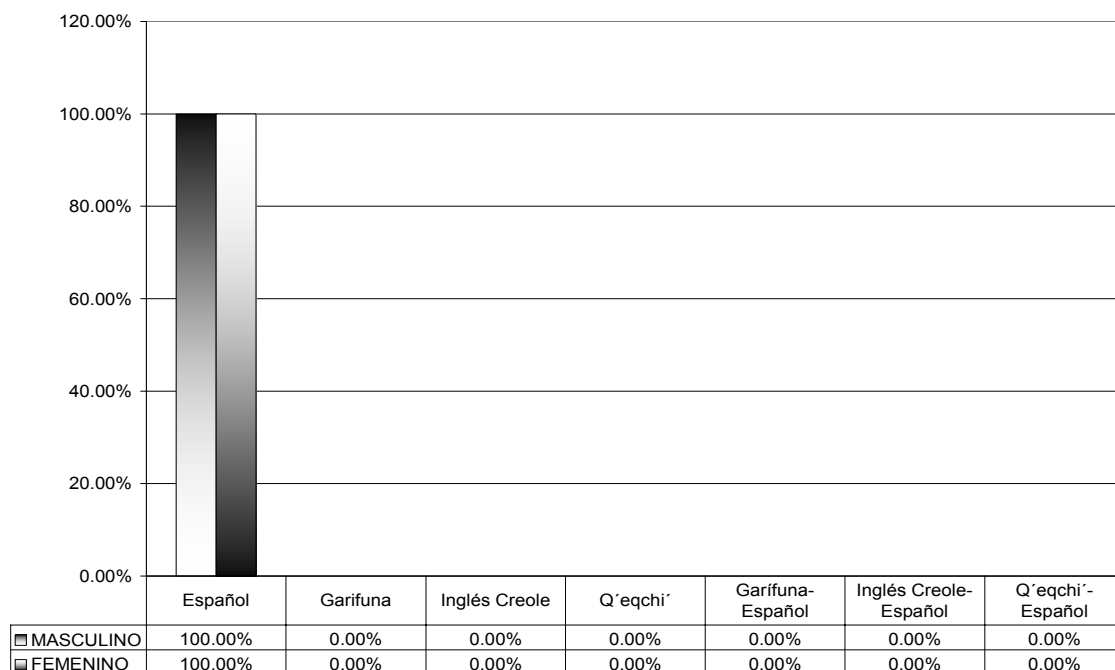 120.00%
100.00%
80.00%
60.00%
40.00%
20.00%
0.00%
Español Garifuna Inglés Creole Q´eqchi´ Garífuna-Español Inglés Creole-Español Q´eqchi´-Español
MASCULINO 100.00% 0.00% 0.00% 0.00% 0.00% 0.00% 0.00%
FEMENINO 100.00% 0.00% 0.00% 0.00% 0.00% 0.00% 0.00%